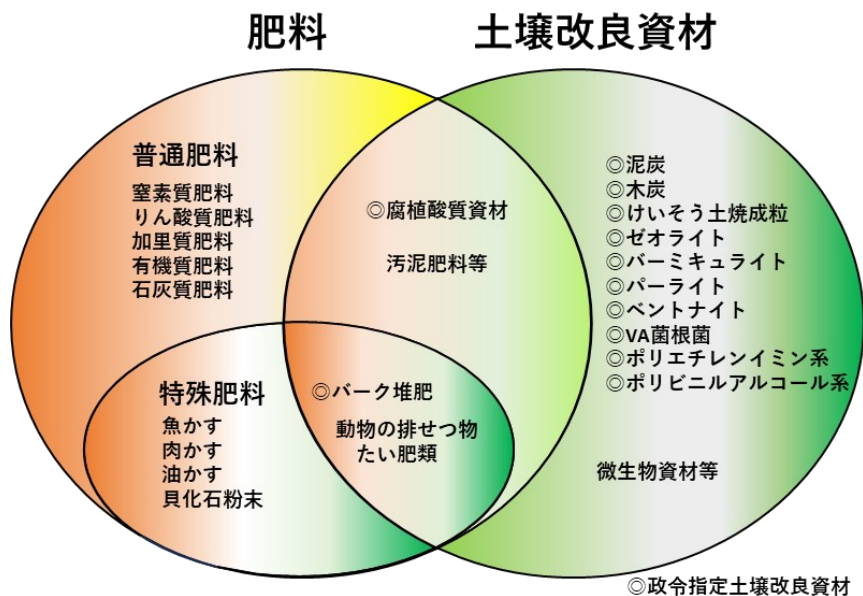 肥料
土壌改良資材
普通肥料
窒素質肥料
りん酸質肥料
加里質肥料
有機質肥料
石灰質肥料
◎腐植酸質資材
汚泥肥料等
◎泥炭
◎木炭
◎けいそう土焼成粒
◎ゼオライト
◎バーミキュライト
◎パーライト
◎ベントナイト
◎VA菌根菌
◎ポリエチレンイミン系
◎ポリビニルアルコール系
特殊肥料
魚かす
肉かす
油かす
貝化石粉末
◎バーク堆肥
動物の排せつ物
たい肥類
微生物資材等
◎政令指定土壌改良資材